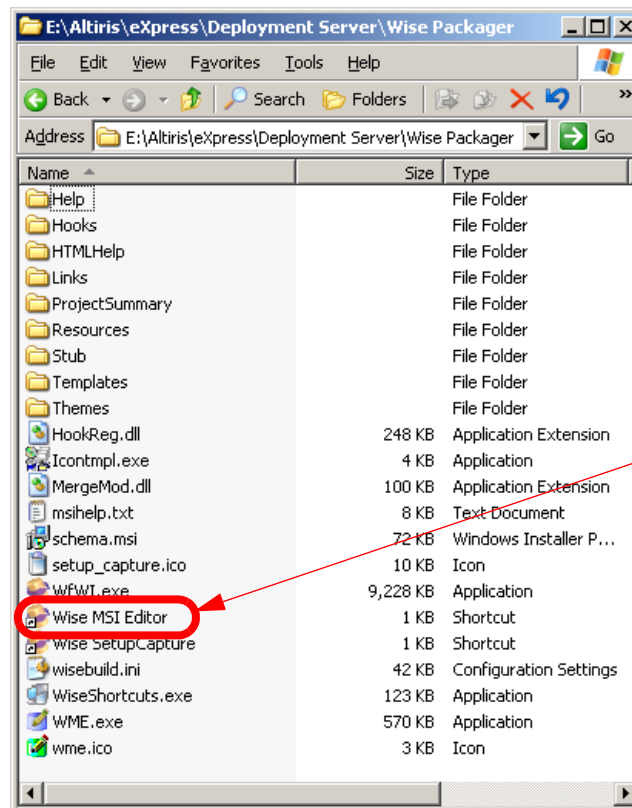 E:\Altiris\eXpress\Deployment Server\Wise Packager
File Edit View Favorites Tools Help
Back Search Folders »
Address E:\Altiris\eXpress\Deployment Server\Wise Packager Go
Name Size Type
Help File Folder
Hooks File Folder
HTMLHelp File Folder
Links File Folder
ProjectSummary File Folder
Resources File Folder
Stub File Folder
Templates File Folder
Themes File Folder
HookReg.dll 248 KB Application Extension
Icontmpl.exe 4 KB Application
MergeMod.dll 100 KB Application Extension
msihelp.txt 8 KB Text Document
schema.msi 72 KB Windows Installer P...
setup_capture.ico 10 KB Icon
WfWI.exe 9,228 KB Application
Wise MSI Editor 1 KB Shortcut
Wise SetupCapture 1 KB Shortcut
wisebuild.ini 42 KB Configuration Settings
WiseShortcuts.exe 123 KB Application
WME.exe 570 KB Application
wme.ico 3 KB Icon